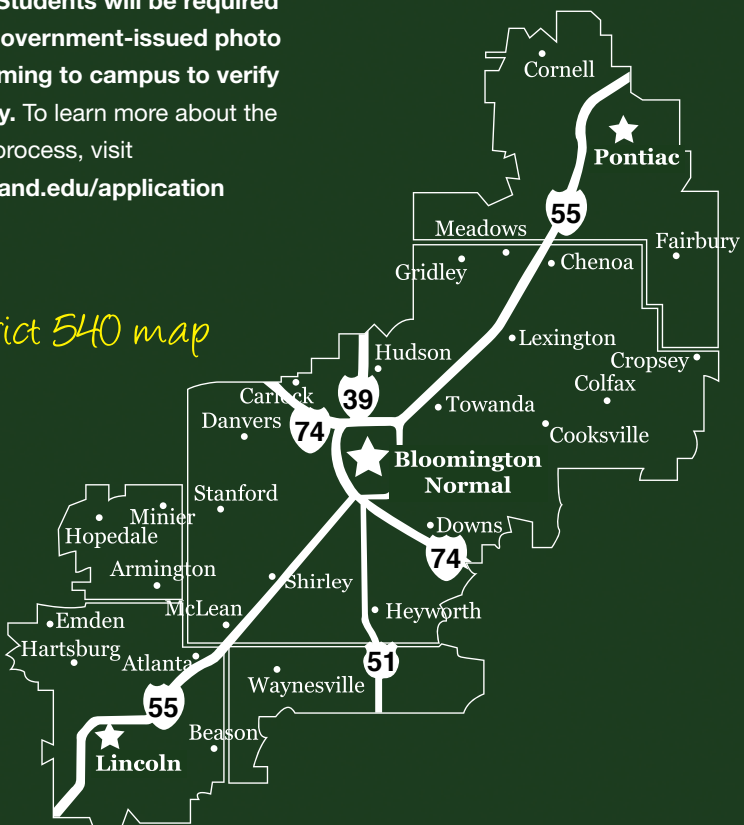 Students will be required
overnment-issued photo
ming to campus to verify
y. To learn more about the
process, visit
and.edu/application
rict 540 map
Cornell
Pontiac
55
Meadows
Fairbury
Gridley
Chenoa
Lexington
Hudson
Cropsey
Colfax
Carlock
39
Towanda
Danvers
74
Cooksville
Bloomington
Normal
Stanford
Minier
Hopedale
Downs
74
Armington
Shirley
McLean
Heyworth
Emden
Hartsburg
Atlanta
51
Waynesville
55
Beason
Lincoln